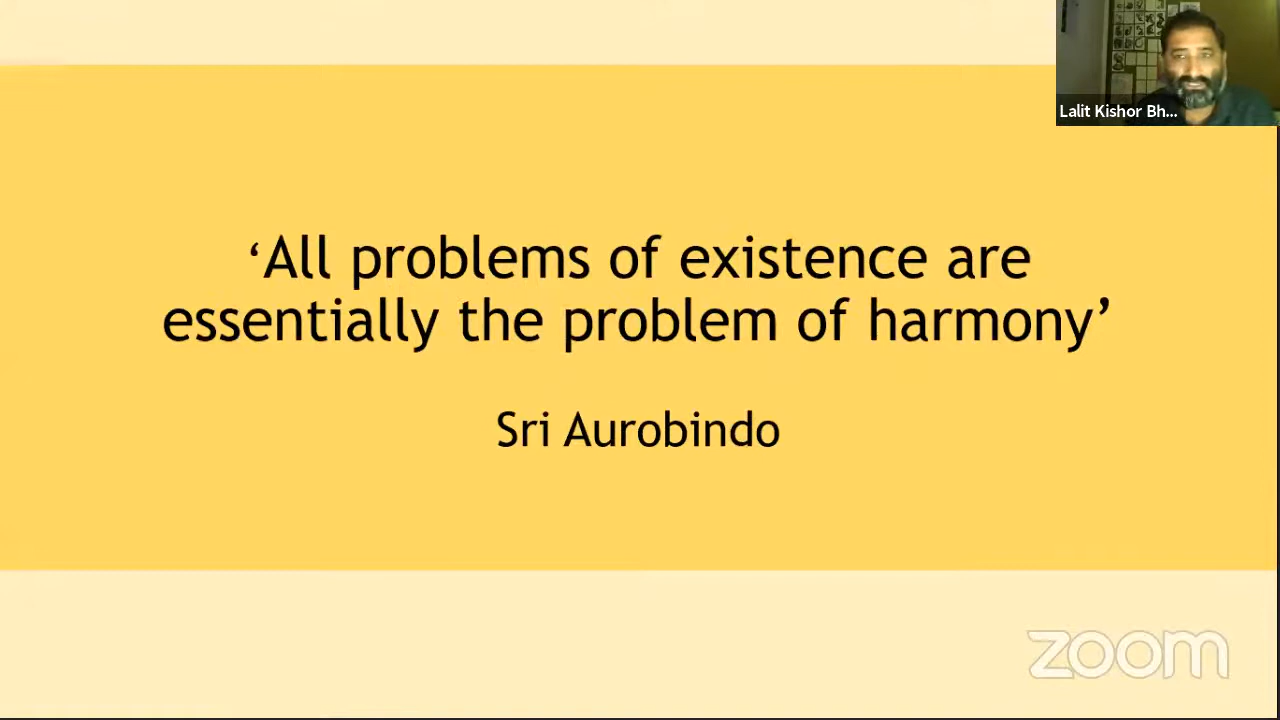 Lalit Kishor Bh...
‘All problems of existence are
essentially the problem of harmony’
Sri Aurobindo
zoom